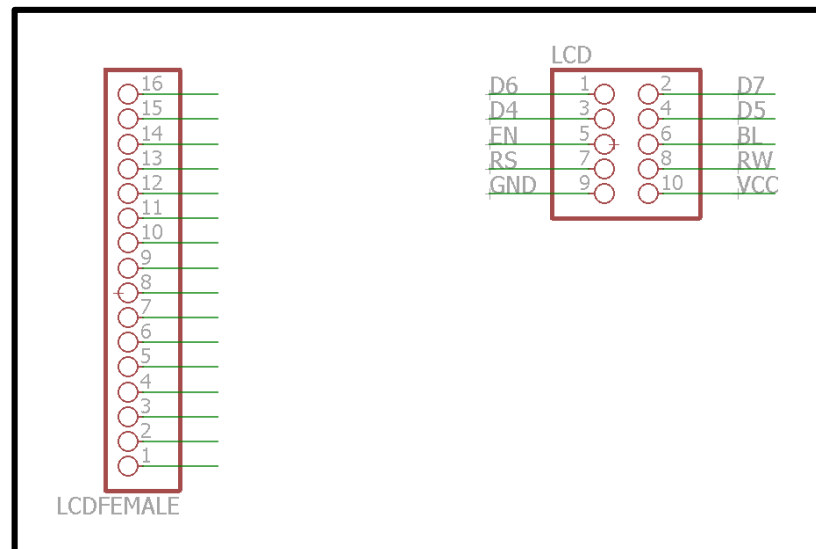 16
15
14
13
12
11
10
9
8
7
6
5
4
3
2
1
LCDFEMALE
LCD
D6 1 2 D7
D4 3 4 D5
EN 5 6 BL
RS 7 8 RW
GND 9 10 VCC